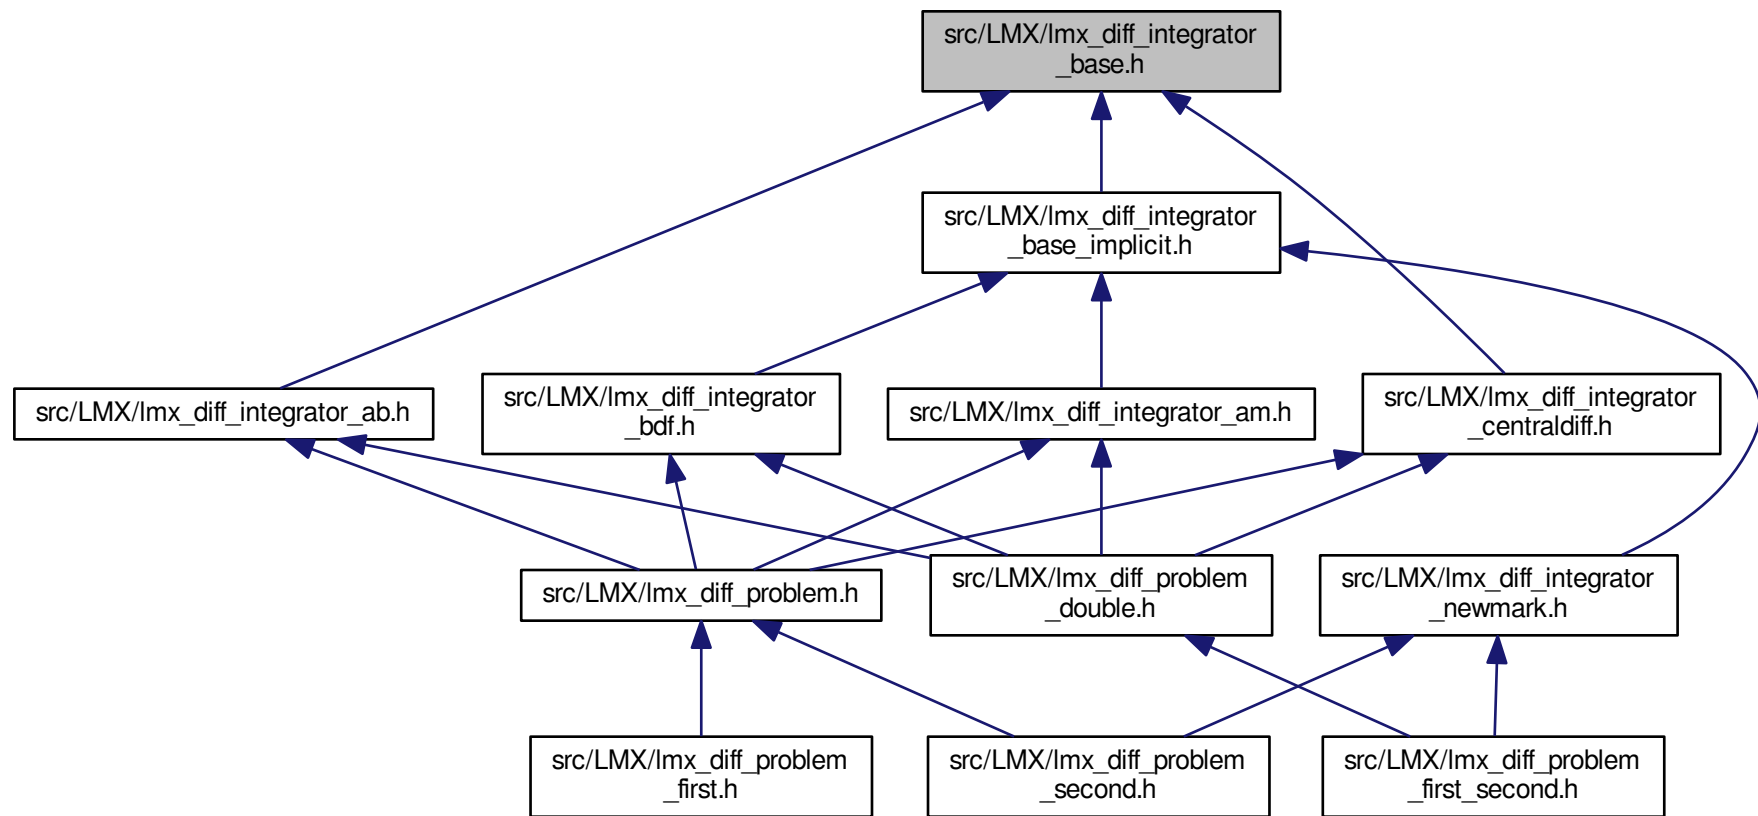 src/LMX/lmx_diff_integrator
_base.h
src/LMX/lmx_diff_integrator
_base_implicit.h
src/LMX/lmx_diff_integrator_ab.h
src/LMX/lmx_diff_integrator
_bdf.h
src/LMX/lmx_diff_integrator_am.h
src/LMX/lmx_diff_integrator
_centraldiff.h
src/LMX/lmx_diff_problem.h
src/LMX/lmx_diff_problem
_double.h
src/LMX/lmx_diff_integrator
_newmark.h
src/LMX/lmx_diff_problem
_first.h
src/LMX/lmx_diff_problem
_second.h
src/LMX/lmx_diff_problem
_first_second.h